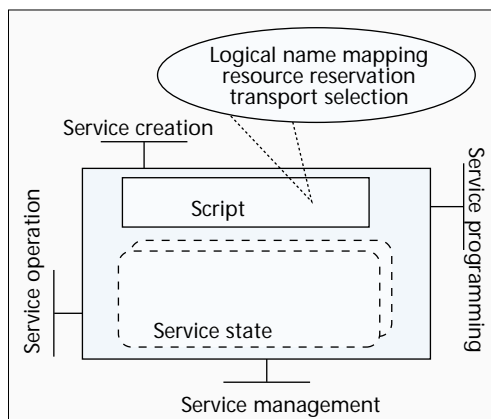 Logical name mapping
resource reservation
transport selection
Service creation
Service programming
Script
Service operation
Service state
Service management